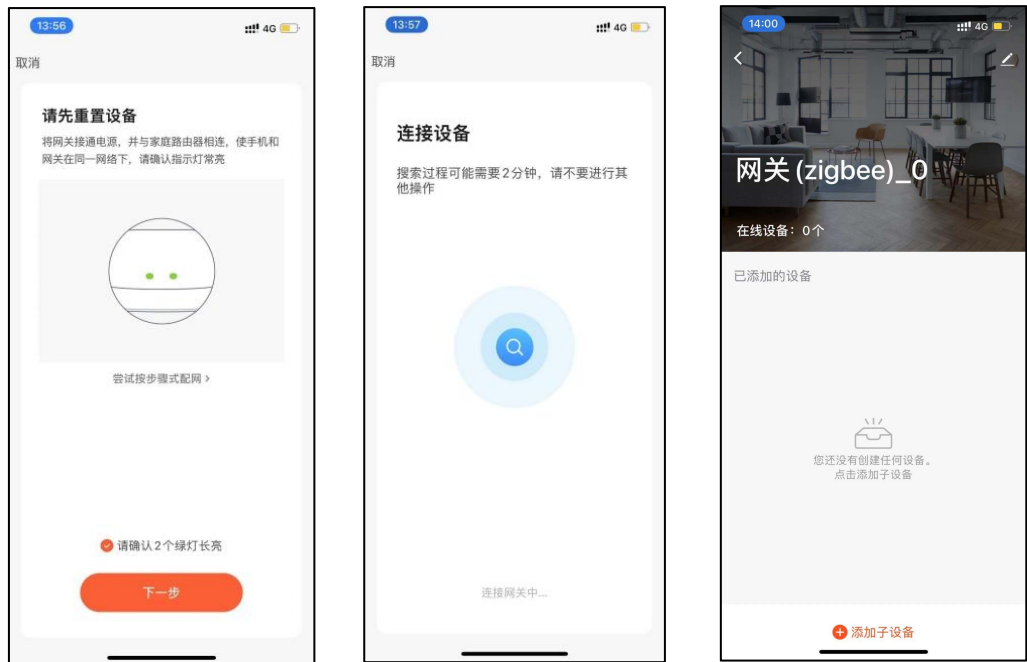 13:56
4G
取消
请先重置设备
将网关接通电源，并与家庭路由器相连，使手机和
网关在同一网络下，请确认指示灯常亮
尝试按步骤式配网 >
请确认2个绿灯长亮
下一步
13:57
4G
取消
连接设备
搜索过程可能需要2分钟，请不要进行其
他操作
连接网关中...
14:00
4G
网关(zigbee)_0
在线设备：0个
已添加的设备
您还没有创建任何设备。
点击添加子设备
添加子设备